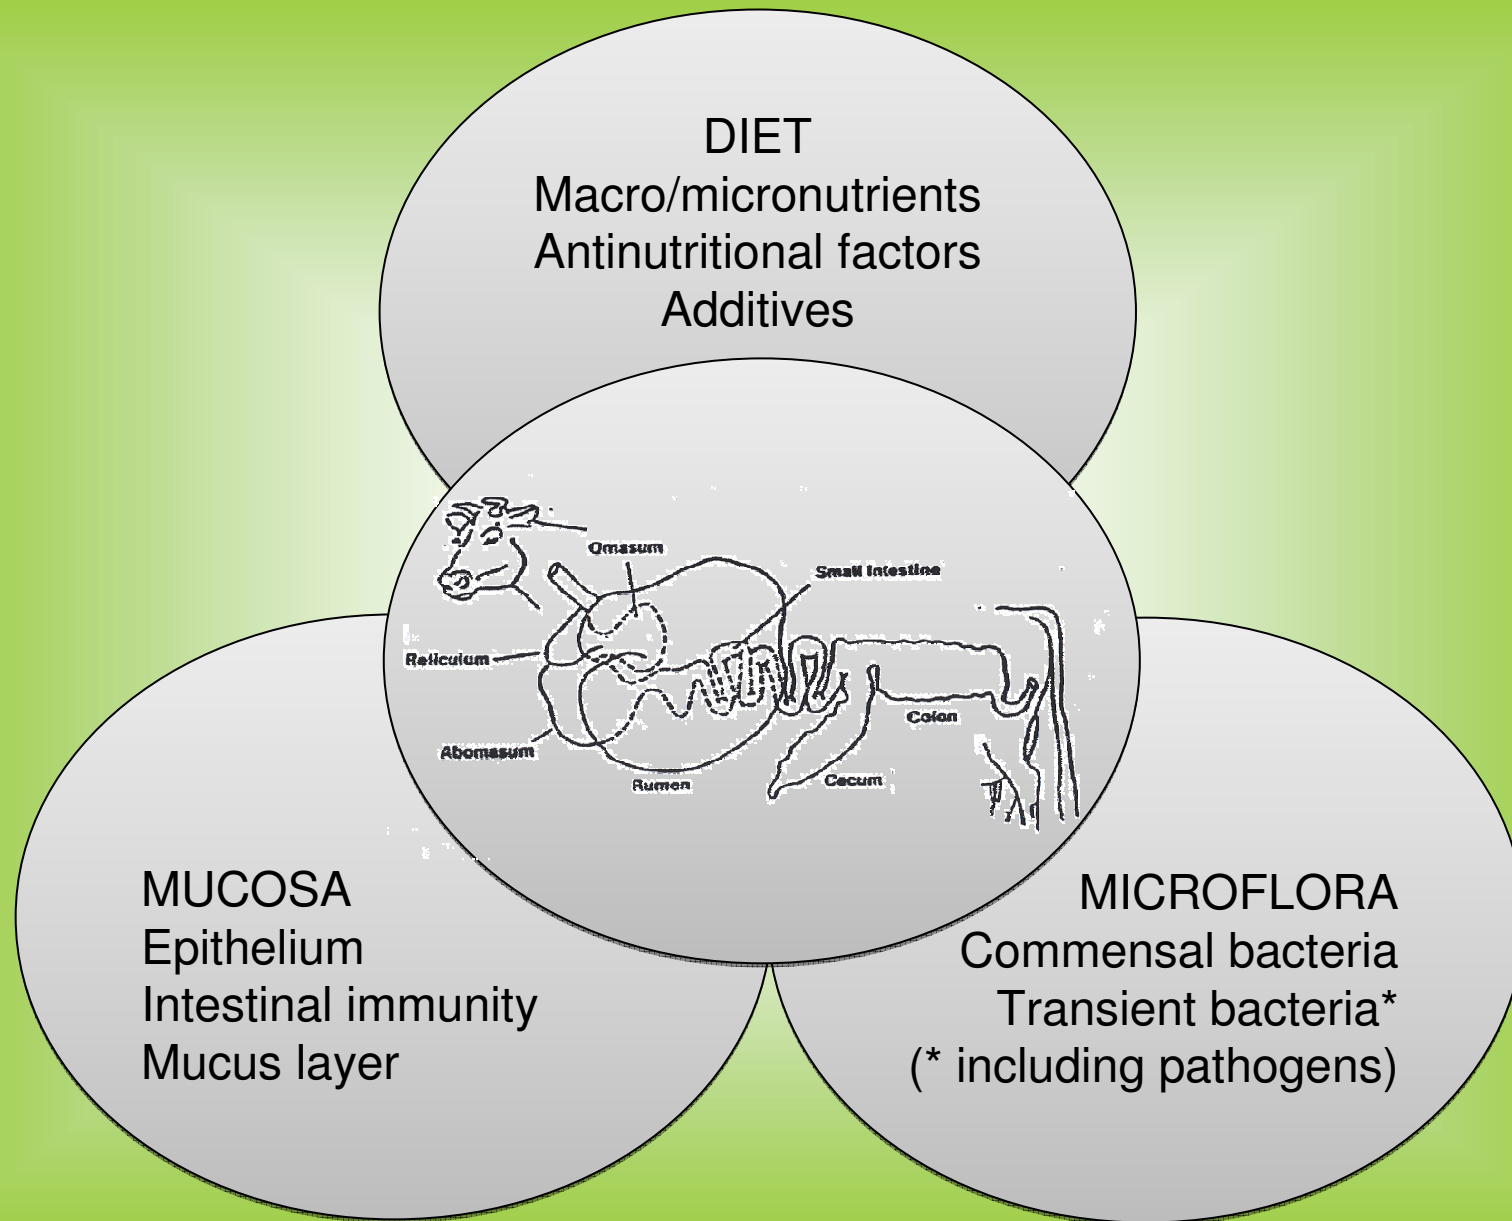 DIET
Macro/micronutrients
Antinutritional factors
Additives
Omasum
Small Intestine
Reticulum
Colon
Abomasum
Cecum
Rumen
MUCOSA
Epithelium
Intestinal immunity
Mucus layer
MICROFLORA
Commensal bacteria
Transient bacteria*
(* including pathogens)